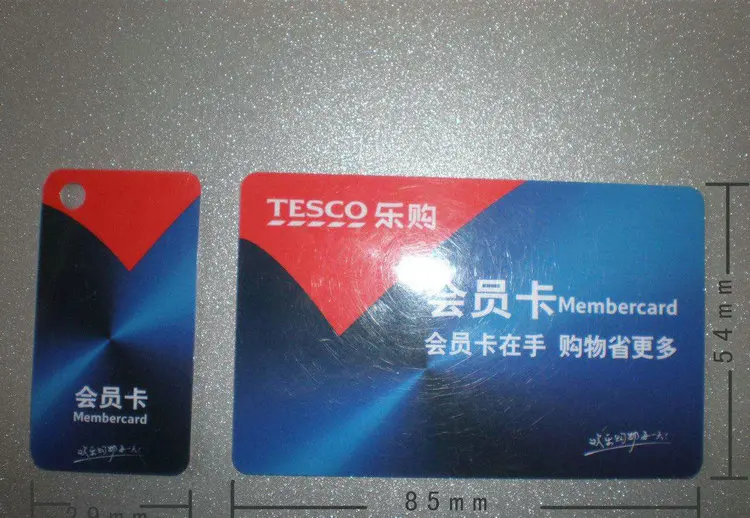 会员卡
Membercard
TESCO 乐购
会员卡Membercard
会员卡在手 购物省更多
54mm
85mm